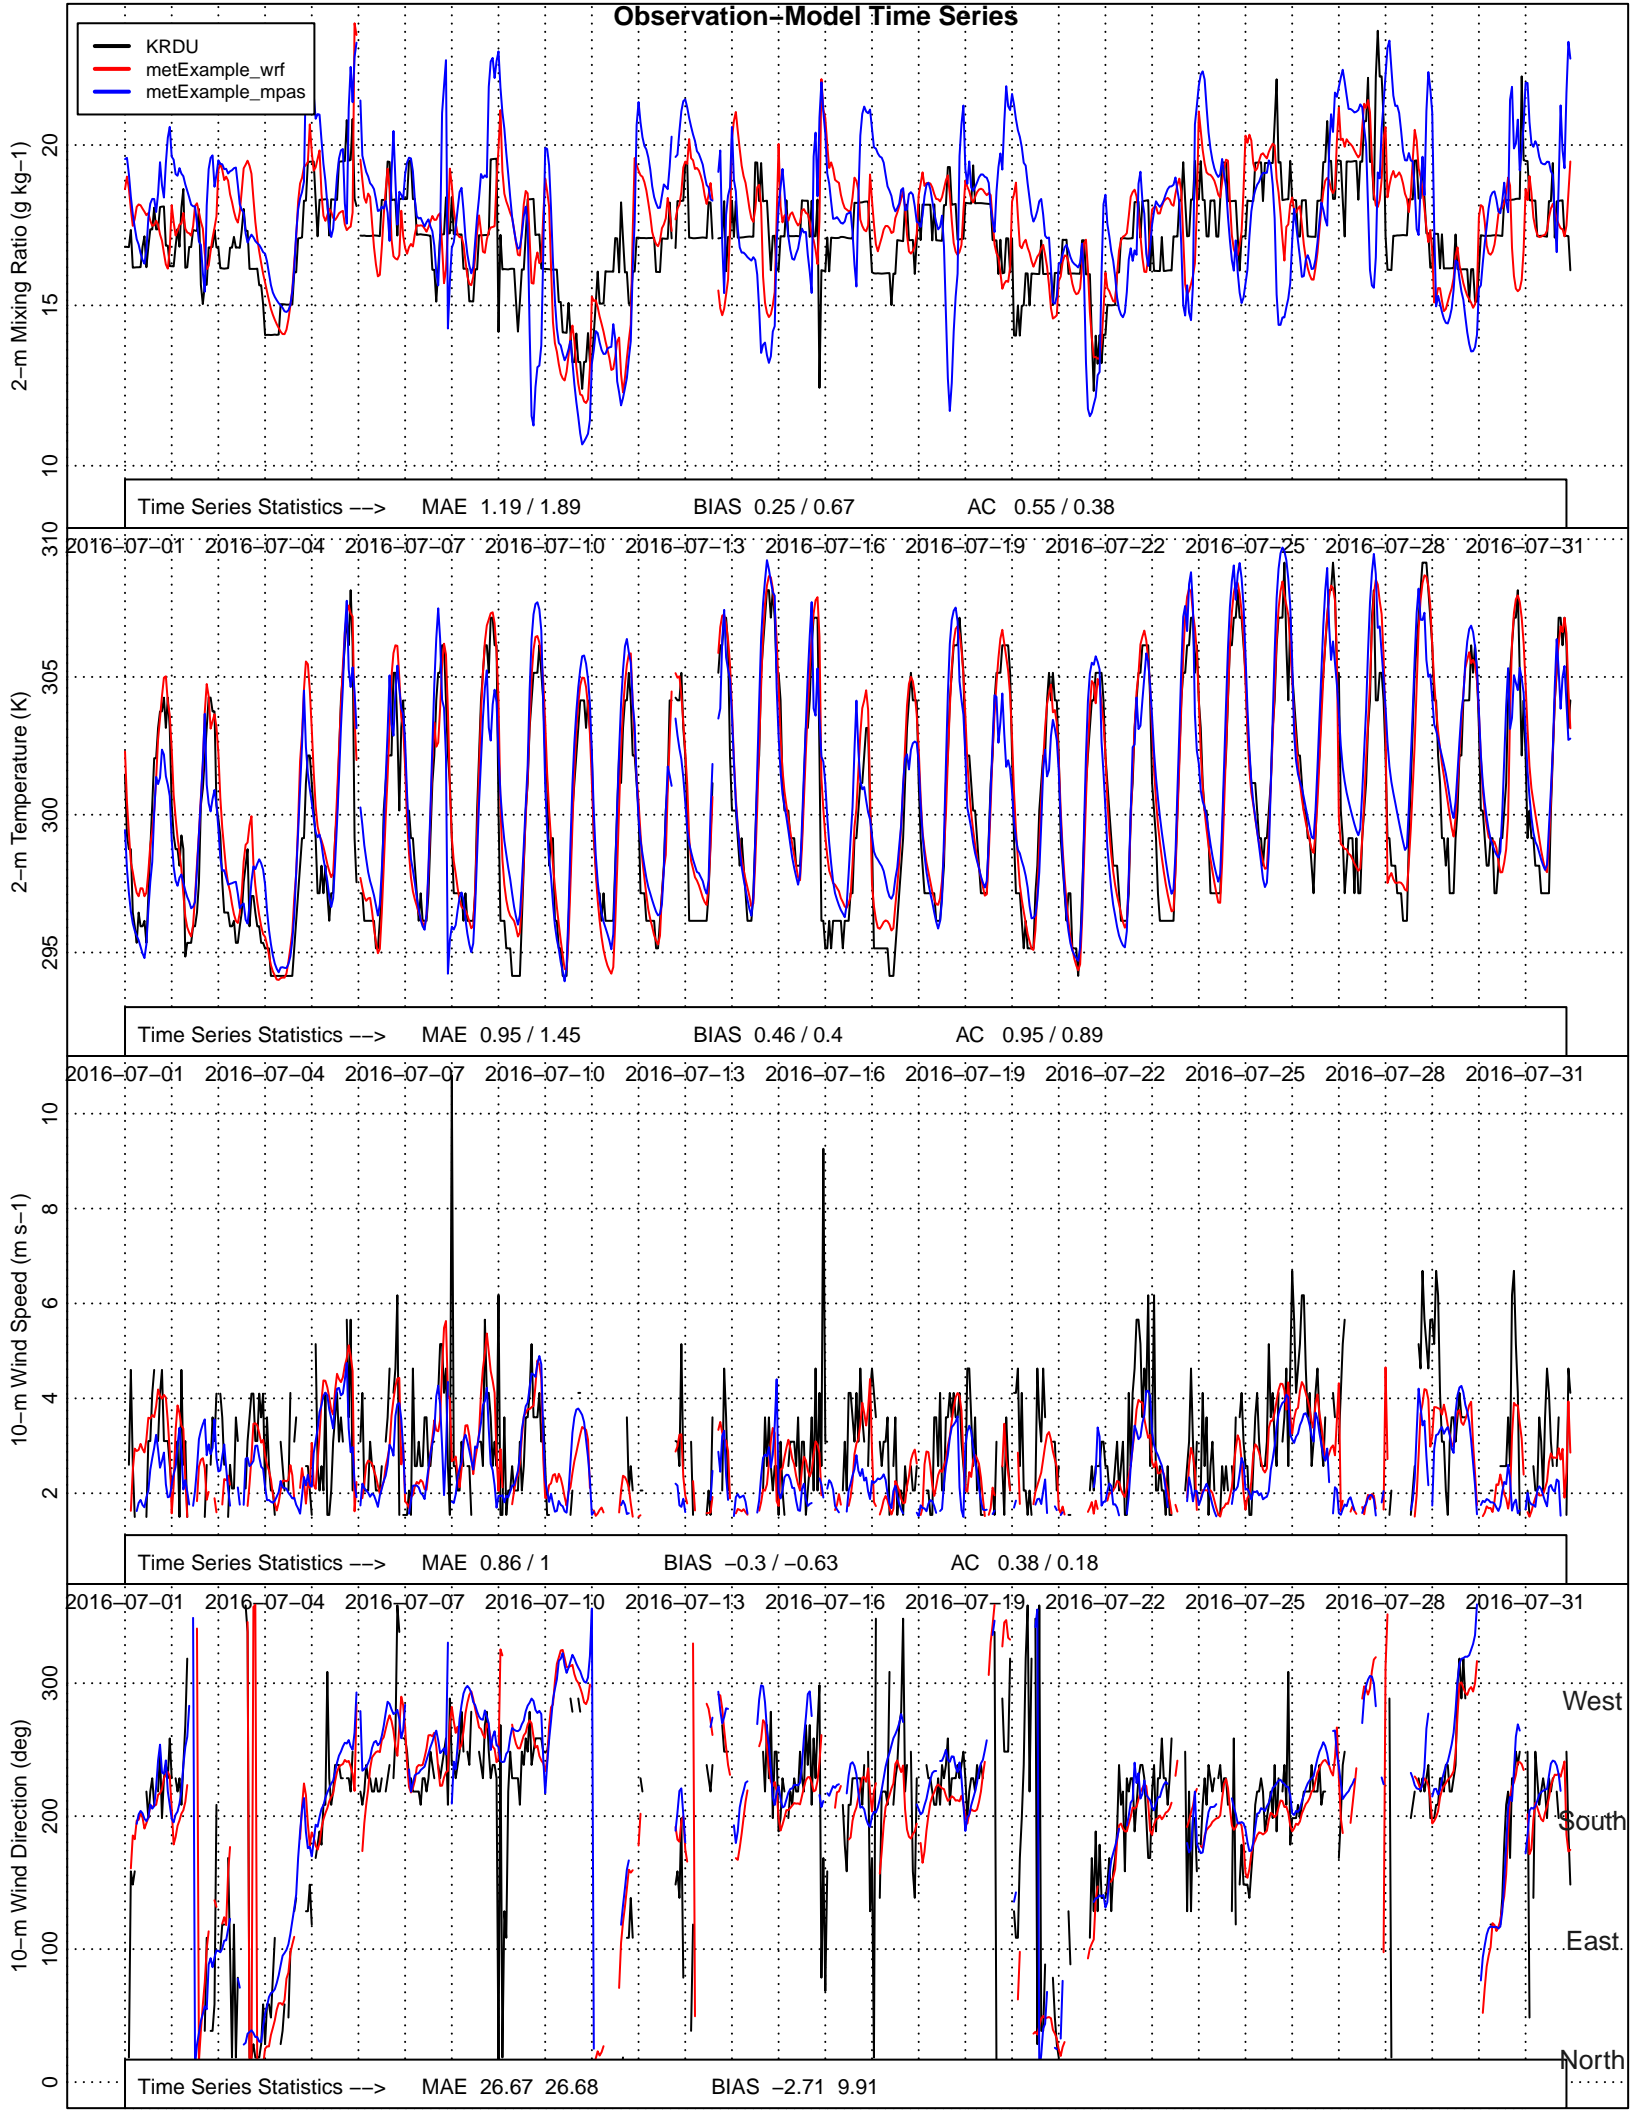 Observation−Model Time Series
KRDU
metExample_wrf
metExample_mpas
2−m Mixing Ratio (g kg−1)
20
15
10
Time Series Statistics −−> MAE 1.19 / 1.89 BIAS 0.25 / 0.67 AC 0.55 / 0.38
2016−07−01 2016−07−04 2016−07−07 2016−07−10 2016−07−13 2016−07−16 2016−07−19 2016−07−22 2016−07−25 2016−07−28 2016−07−31
2−m Temperature (K)
310
305
300
295
Time Series Statistics −−> MAE 0.95 / 1.45 BIAS 0.46 / 0.4 AC 0.95 / 0.89
2016−07−01 2016−07−04 2016−07−07 2016−07−10 2016−07−13 2016−07−16 2016−07−19 2016−07−22 2016−07−25 2016−07−28 2016−07−31
10−m Wind Speed (m s−1)
10
8
6
4
2
Time Series Statistics −−> MAE 0.86 / 1 BIAS −0.3 / −0.63 AC 0.38 / 0.18
2016−07−01 2016−07−04 2016−07−07 2016−07−10 2016−07−13 2016−07−16 2016−07−19 2016−07−22 2016−07−25 2016−07−28 2016−07−31
10−m Wind Direction (deg)
300
200
100
0
West
South
East
North
Time Series Statistics −−> MAE 26.67 26.68 BIAS −2.71 9.91